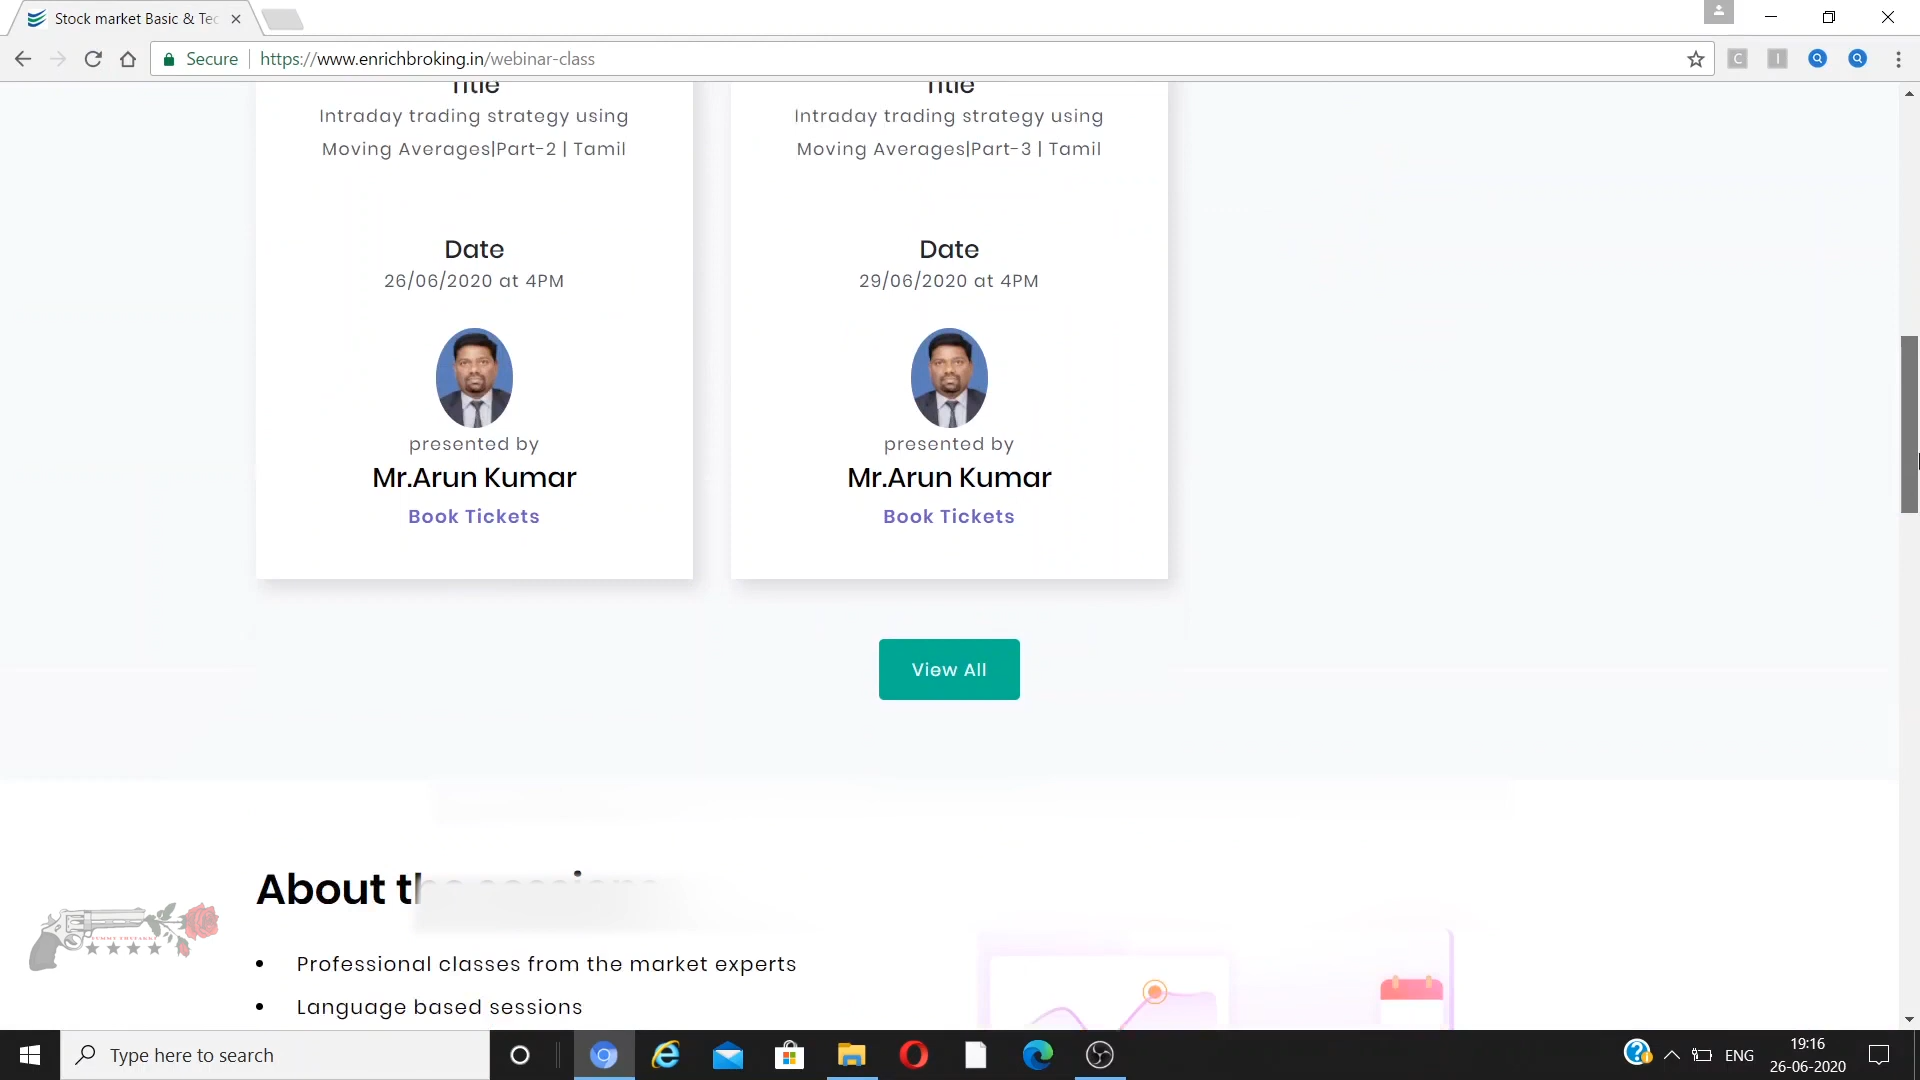 Stock market Basic & Tec
Secure
https://www.enrichbroking.in/webinar-class
Title
Intraday trading strategy using
Moving Averages|Part-2 | Tamil
Date
26/06/2020 at 4PM
presented by
Mr.Arun Kumar
Book Tickets
Title
Intraday trading strategy using
Moving Averages|Part-3 | Tamil
Date
29/06/2020 at 4PM
presented by
Mr.Arun Kumar
Book Tickets
View All
About the sessions
• Professional classes from the market experts
• Language based sessions
Type here to search
ENG
19:16
26-06-2020